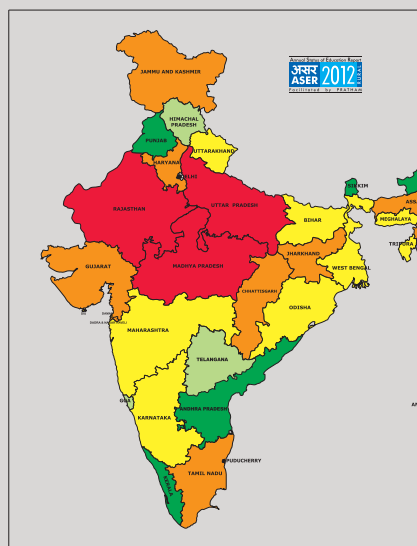 Annual Status of Education Report
असर
ASER
2012
RURAL
Facilitated by PRATHAM
JAMMU AND KASHMIR
HIMACHAL
PRADESH
PUNJAB
UTTARAKHAND
HARYANA
DELHI
RAJASTHAN
UTTAR PRADESH
SIKKIM
ASSA
BIHAR
MEGHALAYA
TRIPURA
JHARKHAND
WEST BENGAL
GUJARAT
MADHYA PRADESH
CHHATTISGARH
ODISHA
MAHARASHTRA
TELANGANA
GOA
ANDHRA PRADESH
KARNATAKA
PUDUCHERRY
TAMIL NADU
KERALA